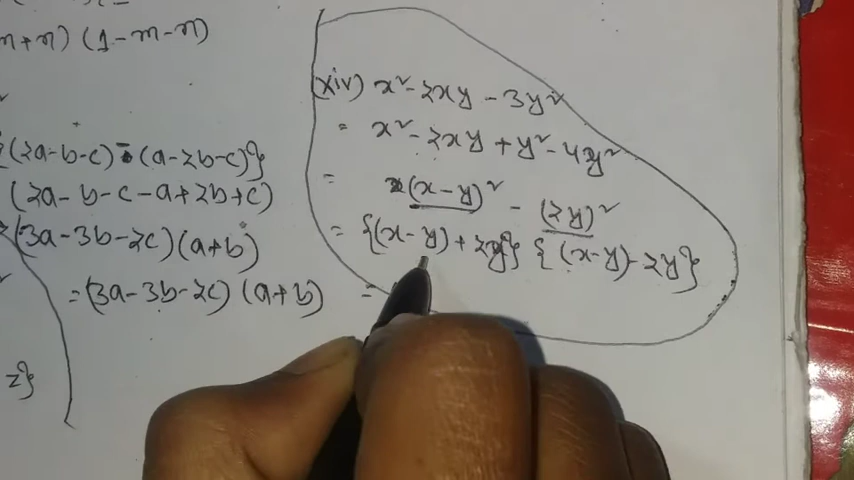 m+n) (1-m-n)
(2a-b-c)-(a-2b-c)}
(2a-b-c-a+2b+c)
(3a-3b-2c)(a+b)
=(3a-3b-2c)(a+b)
z}
(xiv) x²-2xy-3y²
= x²-2xy+y²-4y²
= (x-y)²-(2y)²
= {(x-y)+2y}{(x-y)-2y}
=